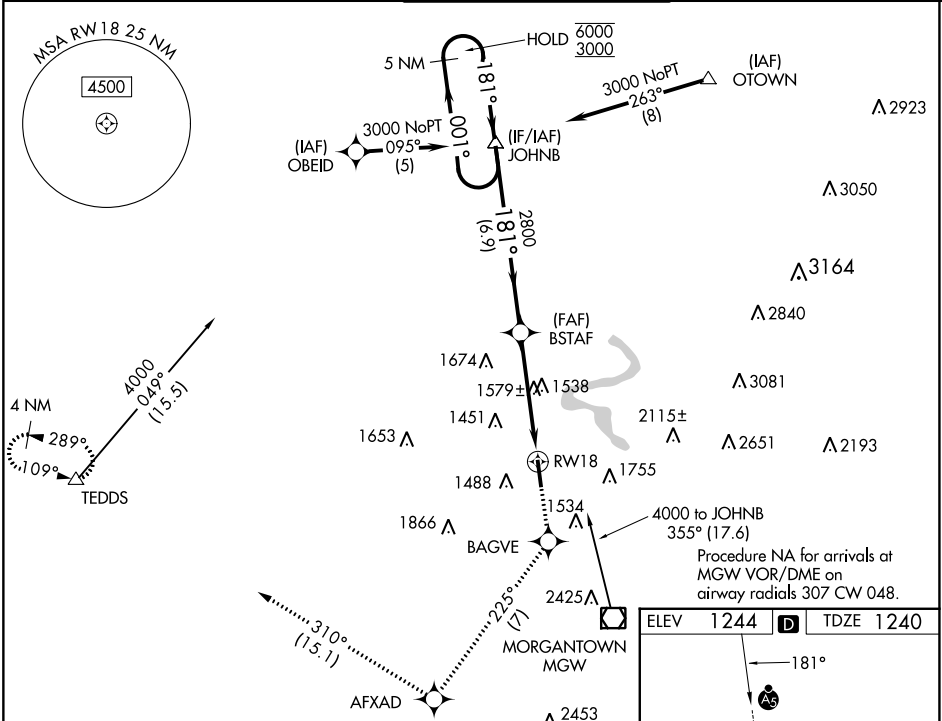 MSA RW18 25 NM
4500
HOLD 6000
3000
5 NM
181°
001°
(IAF)
OTOWN
3000 NoPT
263°
(8)
2923
(IAF)
OBEID
3000 NoPT
095°
(5)
(IF/IAF)
JOHNB
3050
2800
181°
(6.9)
3164
2840
(FAF)
BSTAF
1674
1579±
1538
3081
4000
049°
(15.5)
4 NM
289°
109°
TEDDS
1451
1653
2115±
2651
2193
RW18
1755
1488
1534
1866
BAGVE
4000 to JOHNB
355° (17.6)
Procedure NA for arrivals at
MGW VOR/DME on
airway radials 307 CW 048.
2425
225°
(7)
310°
(15.1)
MORGANTOWN
MGW
AFXAD
2453
ELEV 1244 D TDZE 1240
181°
A5